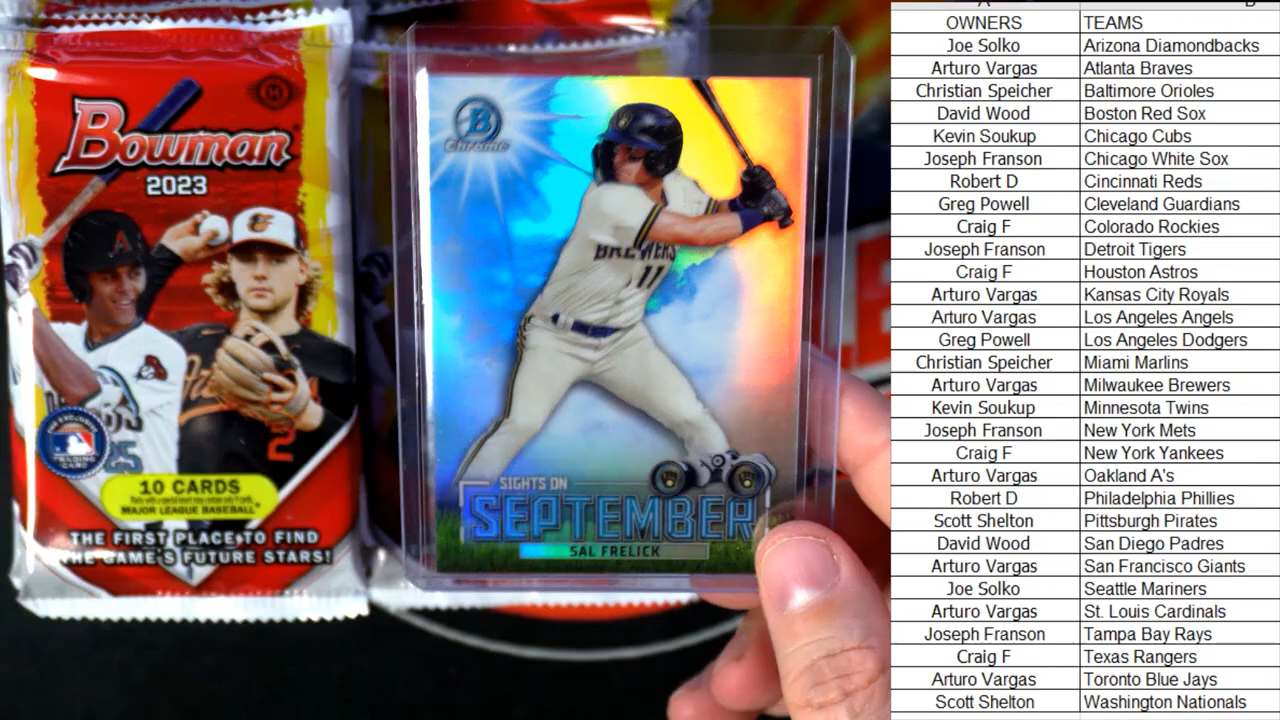 Bowman
2023
A
2
25
THE EXCLUSIVE
TRADING
CARD
10 CARDS
MAJOR LEAGUE BASEBALL
THE FIRST PLACE TO FIND
THE GAME'S FUTURE STARS!
B
Chrome
BREWERS
11
SIGHTS ON
SEPTEMBER
SAL FRELICK
OWNERS TEAMS
Joe Solko Arizona Diamondbacks
Arturo Vargas Atlanta Braves
Christian Speicher Baltimore Orioles
David Wood Boston Red Sox
Kevin Soukup Chicago Cubs
Joseph Franson Chicago White Sox
Robert D Cincinnati Reds
Greg Powell Cleveland Guardians
Craig F Colorado Rockies
Joseph Franson Detroit Tigers
Craig F Houston Astros
Arturo Vargas Kansas City Royals
Arturo Vargas Los Angeles Angels
Greg Powell Los Angeles Dodgers
Christian Speicher Miami Marlins
Arturo Vargas Milwaukee Brewers
Kevin Soukup Minnesota Twins
Joseph Franson New York Mets
Craig F New York Yankees
Arturo Vargas Oakland A's
Robert D Philadelphia Phillies
Scott Shelton Pittsburgh Pirates
David Wood San Diego Padres
Arturo Vargas San Francisco Giants
Joe Solko Seattle Mariners
Arturo Vargas St. Louis Cardinals
Joseph Franson Tampa Bay Rays
Craig F Texas Rangers
Arturo Vargas Toronto Blue Jays
Scott Shelton Washington Nationals